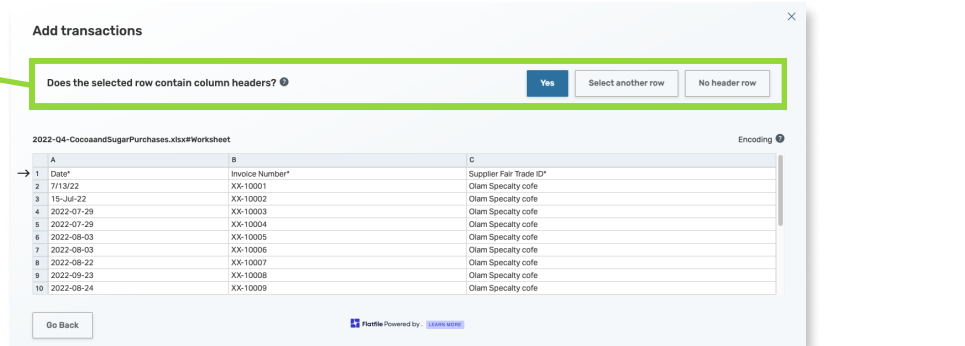 Add transactions
Does the selected row contain column headers? ?
Yes
Select another row
No header row
2022-Q4-CocoaandSugarPurchases.xlsx#Worksheet
Encoding ?
A B C
1 Date* Invoice Number* Supplier Fair Trade ID*
2 7/13/22 XX-10001 Olam Specalty cofe
3 15-Jul-22 XX-10002 Olam Specalty cofe
4 2022-07-29 XX-10003 Olam Specalty cofe
5 2022-07-29 XX-10004 Olam Specalty cofe
6 2022-08-03 XX-10005 Olam Specalty cofe
7 2022-08-03 XX-10006 Olam Specalty cofe
8 2022-08-22 XX-10007 Olam Specalty cofe
9 2022-09-23 XX-10008 Olam Specalty cofe
10 2022-08-24 XX-10009 Olam Specalty cofe
Go Back
Flatfile Powered by . LEARN MORE